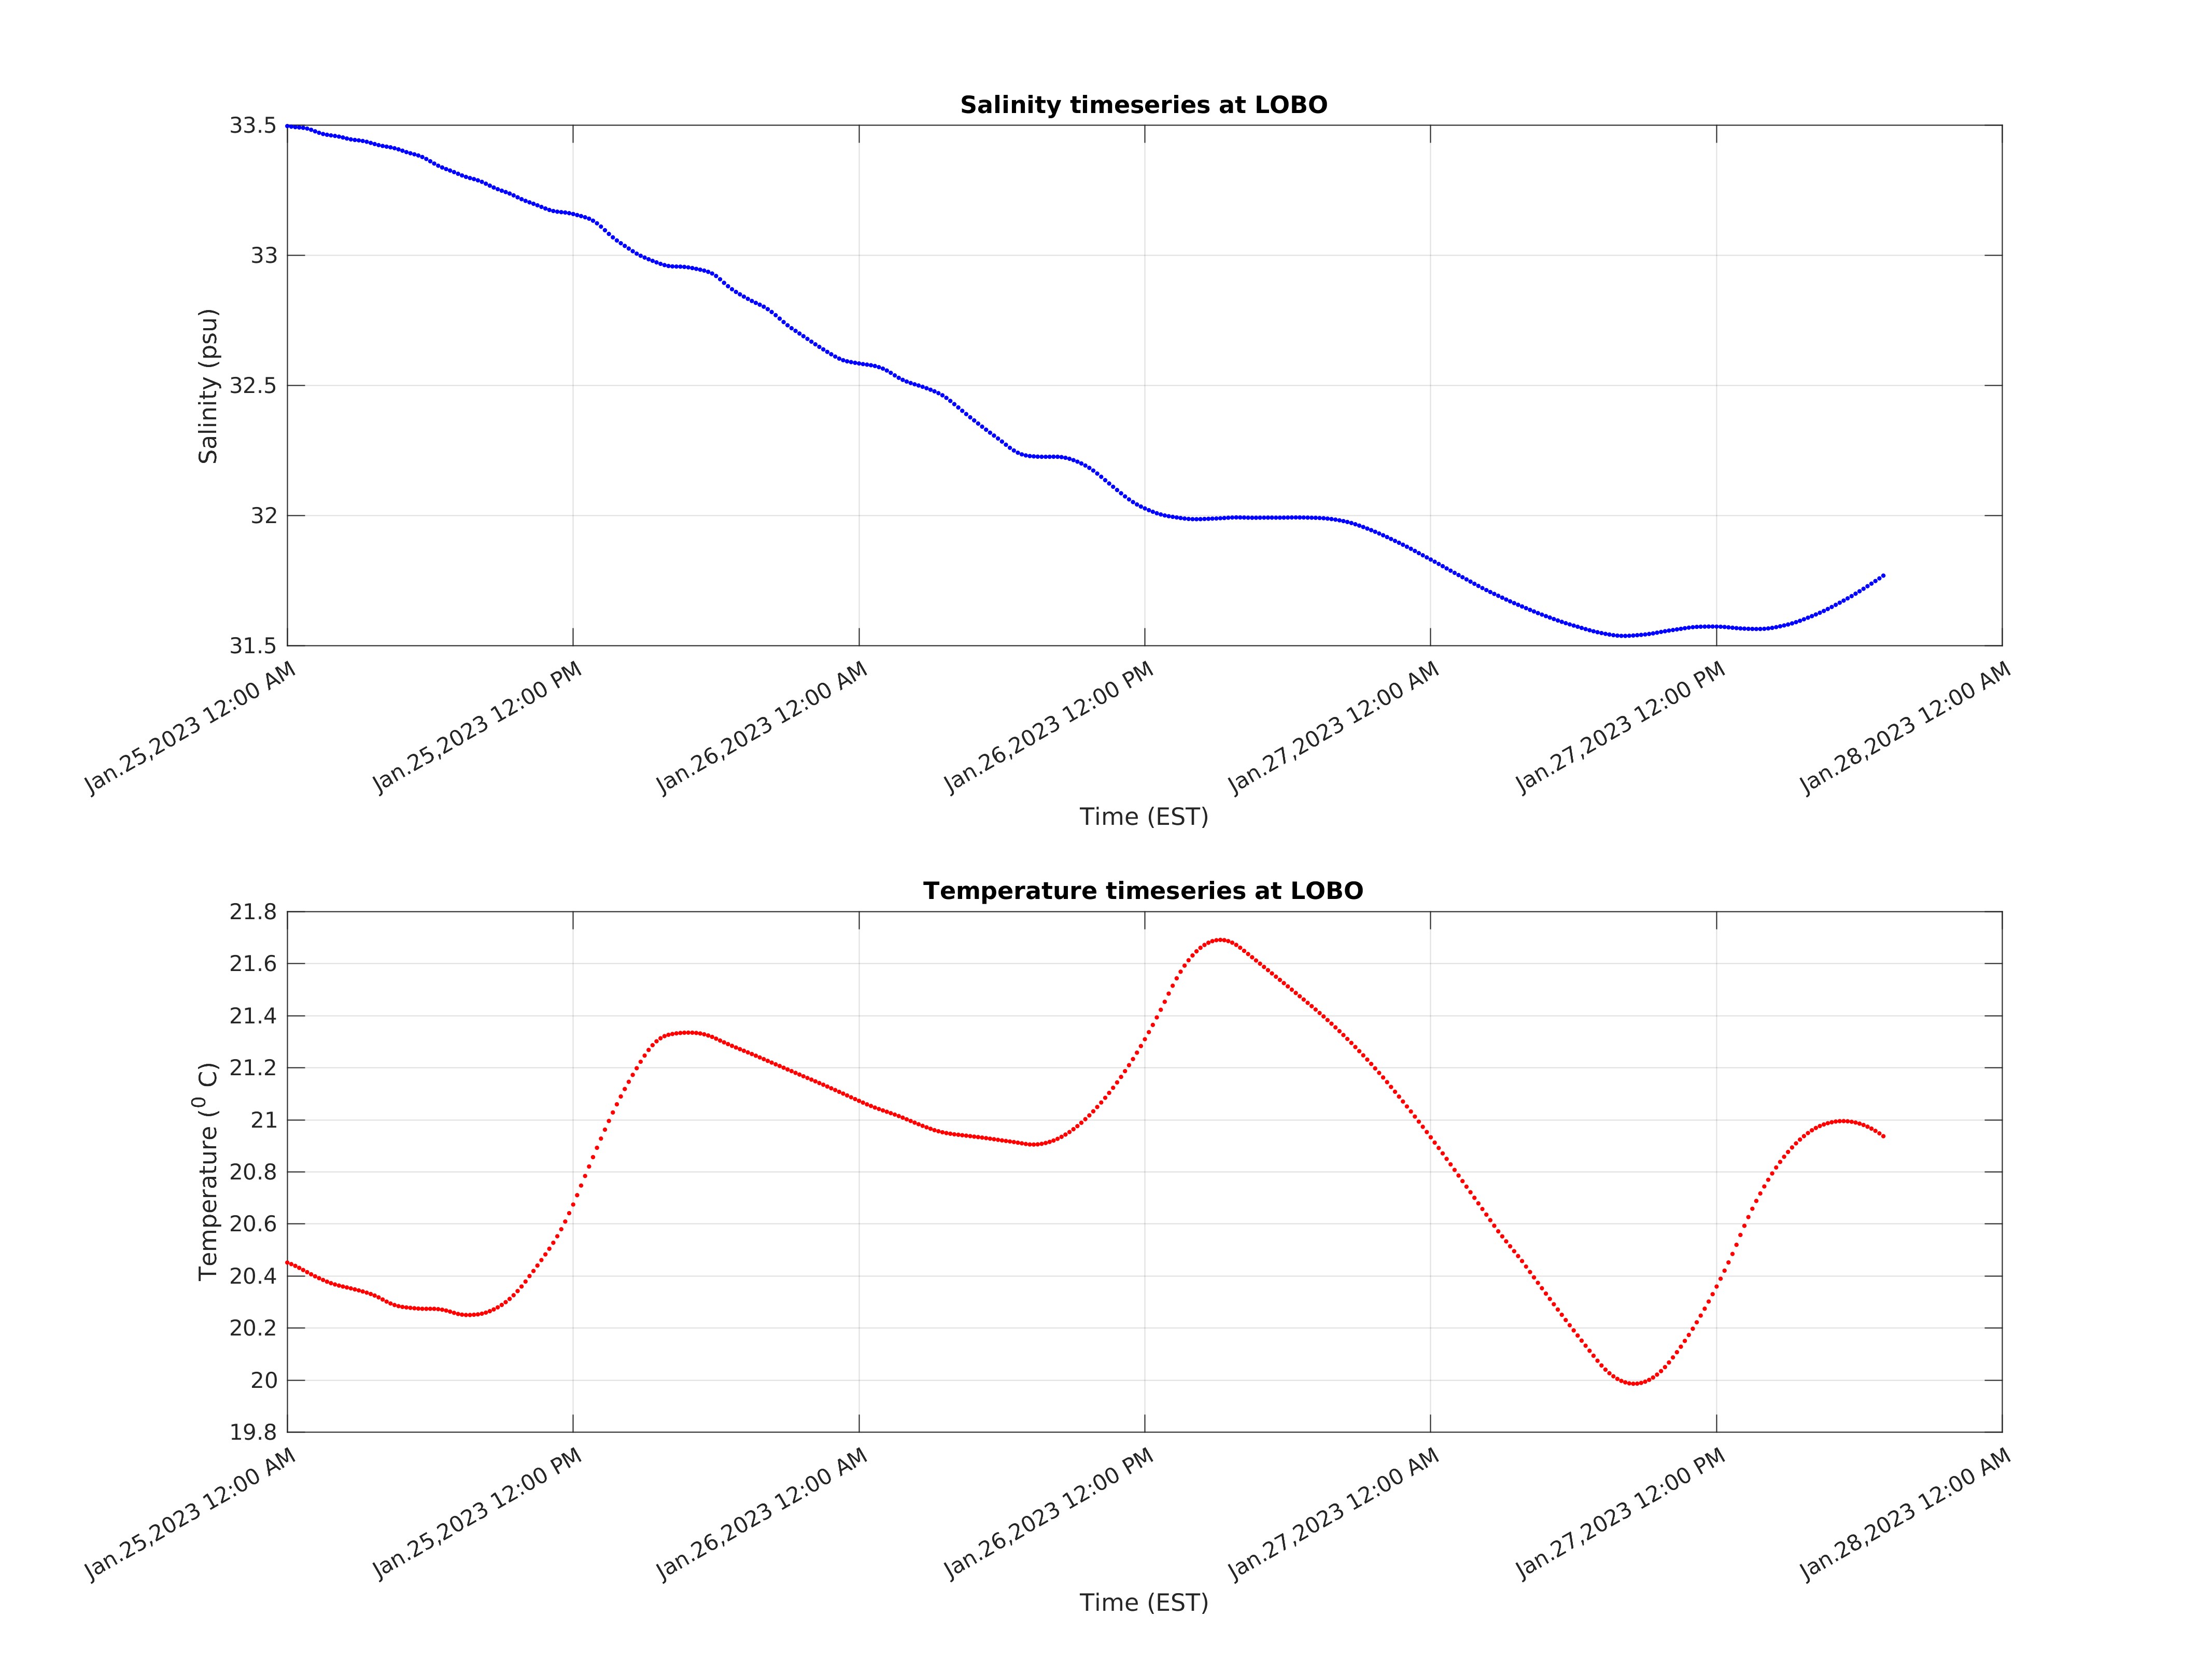 Salinity timeseries at LOBO
33.5
33
32.5
32
31.5
Salinity (psu)
Jan.25,2023 12:00 AM
Jan.25,2023 12:00 PM
Jan.26,2023 12:00 AM
Jan.26,2023 12:00 PM
Jan.27,2023 12:00 AM
Jan.27,2023 12:00 PM
Jan.28,2023 12:00 AM
Time (EST)
Temperature timeseries at LOBO
21.8
21.6
21.4
21.2
21
20.8
20.6
20.4
20.2
20
19.8
Temperature (⁰ C)
Jan.25,2023 12:00 AM
Jan.25,2023 12:00 PM
Jan.26,2023 12:00 AM
Jan.26,2023 12:00 PM
Jan.27,2023 12:00 AM
Jan.27,2023 12:00 PM
Jan.28,2023 12:00 AM
Time (EST)